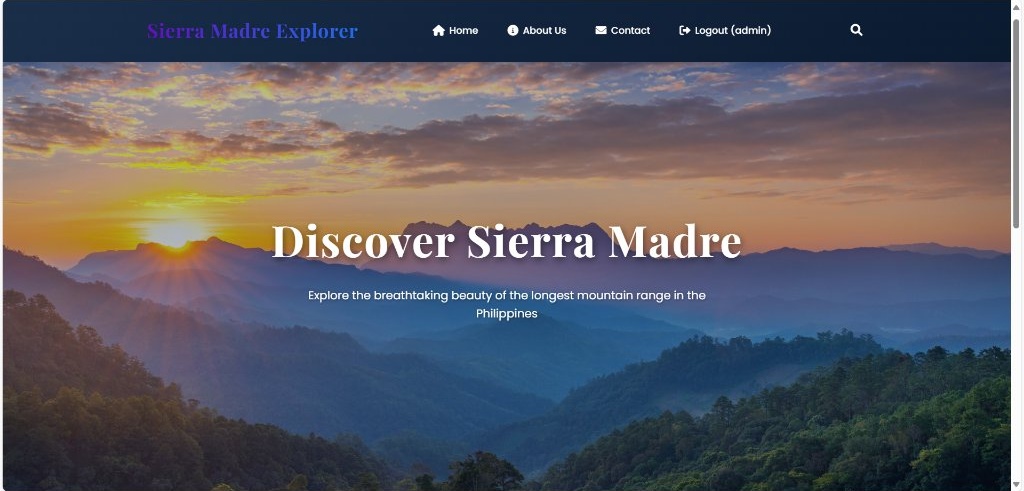 Sierra Madre Explorer
Home
About Us
Contact
Logout (admin)
Discover Sierra Madre
Explore the breathtaking beauty of the longest mountain range in the
Philippines